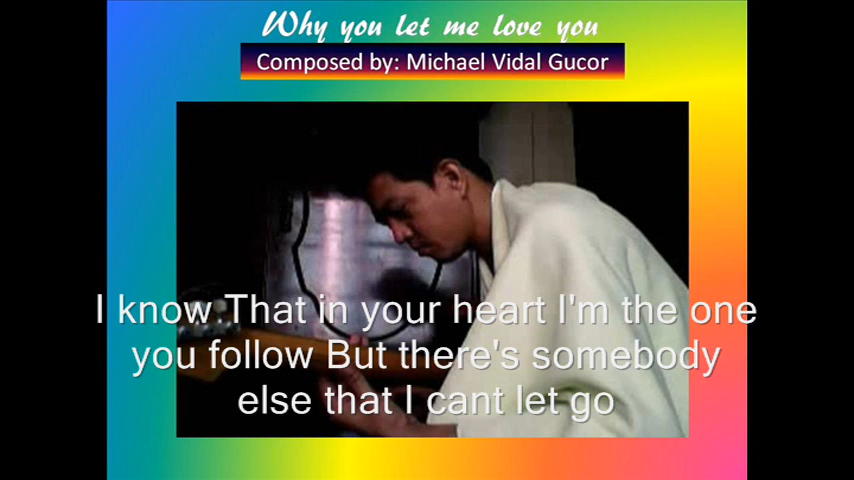 Why you let me love you
Composed by: Michael Vidal Gucor
I know That in your heart I'm the one
you follow But there's somebody
else that I cant let go